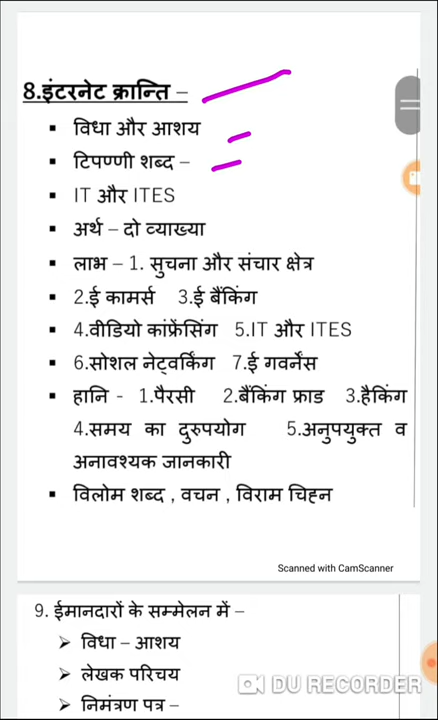 8.इंटरनेट क्रान्ति –
▪ विधा और आशय
▪ टिपण्णी शब्द –
▪ IT और ITES
▪ अर्थ – दो व्याख्या
▪ लाभ – 1. सुचना और संचार क्षेत्र
▪ 2.ई कामर्स 3.ई बैंकिंग
▪ 4.वीडियो कांफ्रेंसिंग 5.IT और ITES
▪ 6.सोशल नेट्वर्किंग 7.ई गवर्नेंस
▪ हानि - 1.पैरसी 2.बैंकिंग फ्राड 3.हैकिंग
4.समय का दुरुपयोग 5.अनुपयुक्त व
अनावश्यक जानकारी
▪ विलोम शब्द , वचन , विराम चिह्न
Scanned with CamScanner
9. ईमानदारों के सम्मेलन में –
➢ विधा – आशय
➢ लेखक परिचय
➢ निमंत्रण पत्र –
DU RECORDER